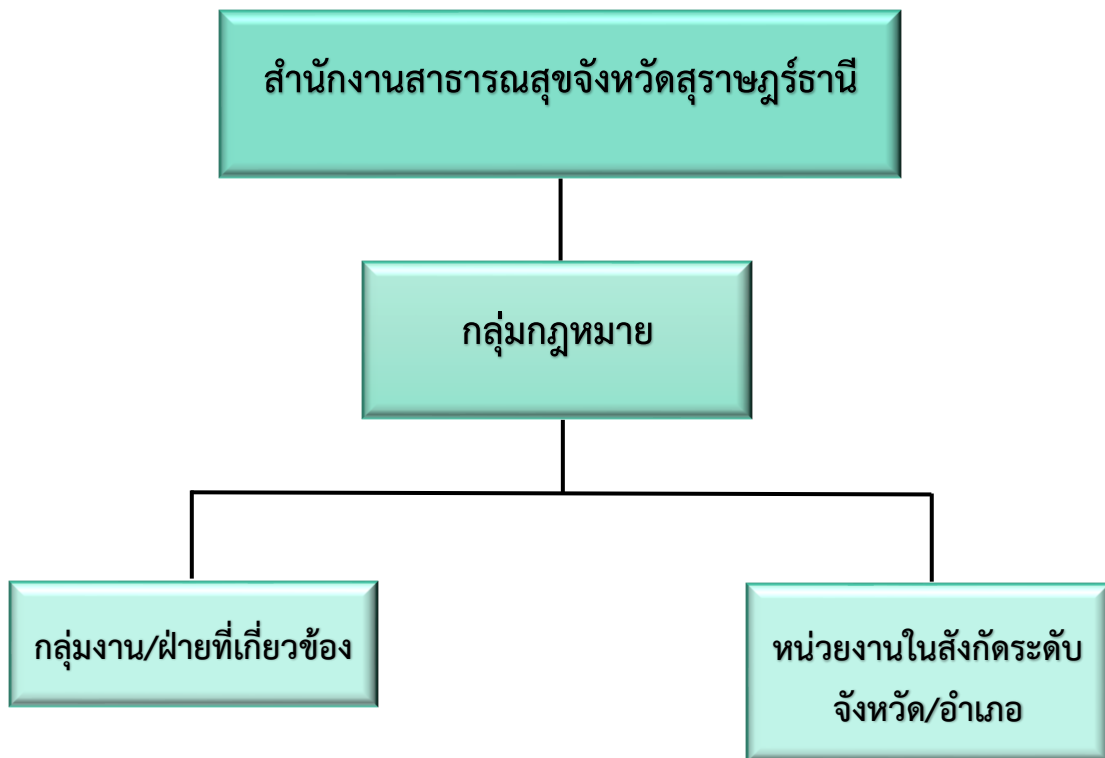 สำนักงานสาธารณสุขจังหวัดสุราษฎร์ธานี
กลุ่มกฎหมาย
กลุ่มงาน/ฝ่ายที่เกี่ยวข้อง
หน่วยงานในสังกัดระดับ
จังหวัด/อำเภอ